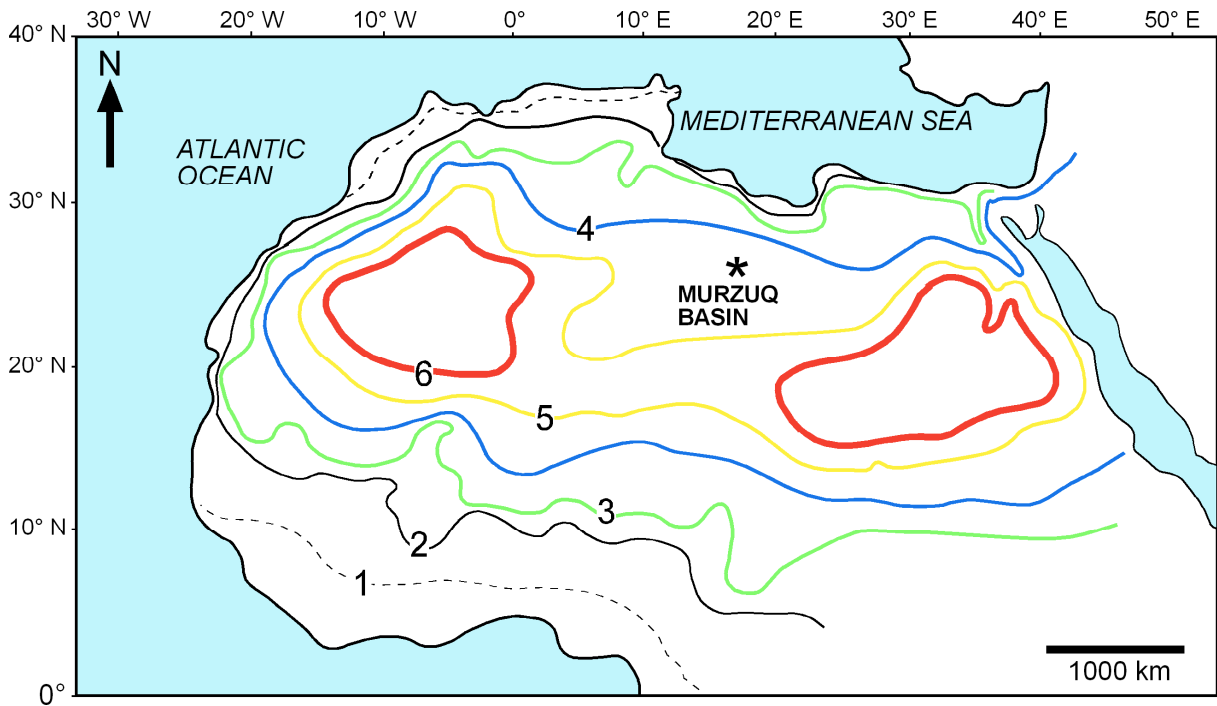 30° W 20° W 10° W 0° 10° E 20° E 30° E 40° E 50° E
40° N
N
MEDITERRANEAN SEA
ATLANTIC
OCEAN
30° N
4
*
MURZUQ
BASIN
20° N
6
5
10° N
3
2
1
1000 km
0°